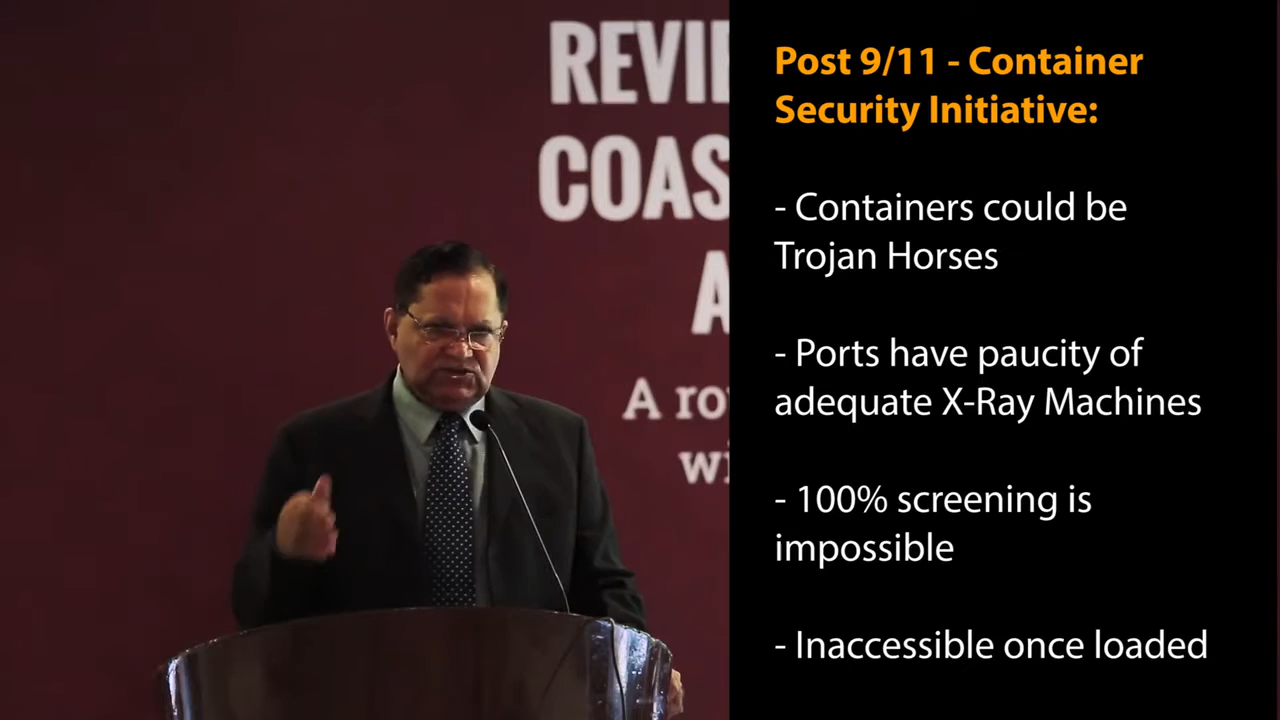 REVI
COAS
A
A ro
wi
Post 9/11 - Container
Security Initiative:
- Containers could be
Trojan Horses
- Ports have paucity of
adequate X-Ray Machines
- 100% screening is
impossible
- Inaccessible once loaded